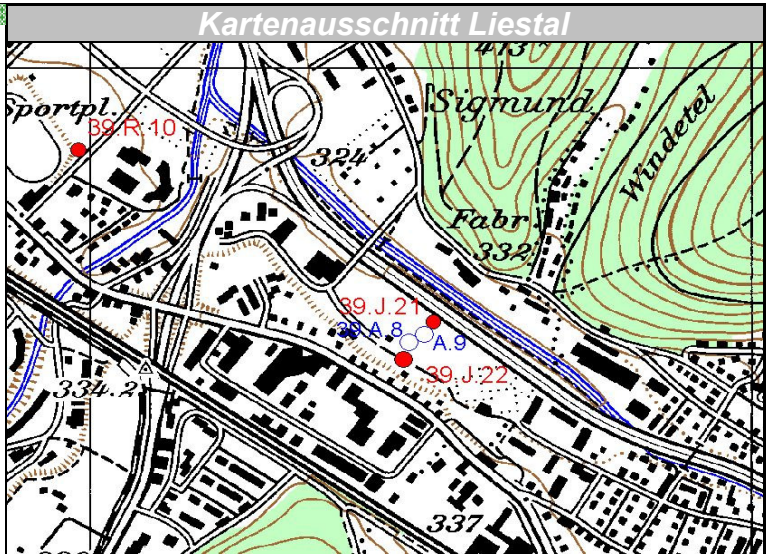 Kartenausschnitt Liestal
Sportpl.
39.R.10
324
Sigmund
Windetel
Fabr.
332
39.J.21
39.A.8
A.9
39.J.22
334.2
337